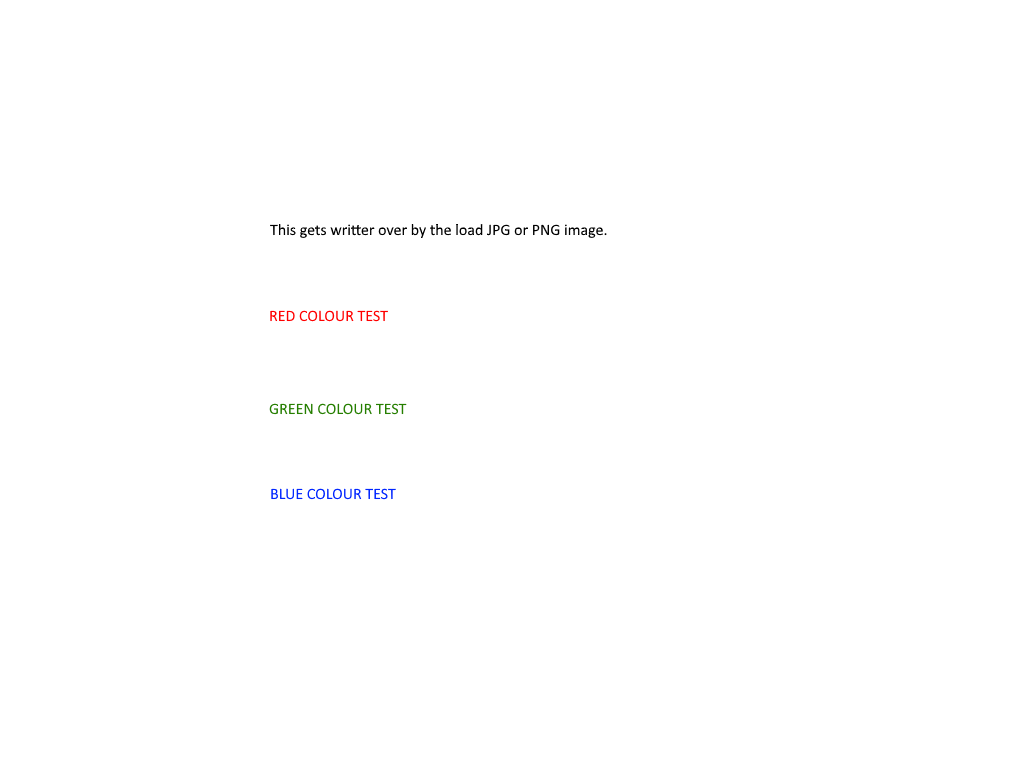 This gets writter over by the load JPG or PNG image.
RED COLOUR TEST
GREEN COLOUR TEST
BLUE COLOUR TEST